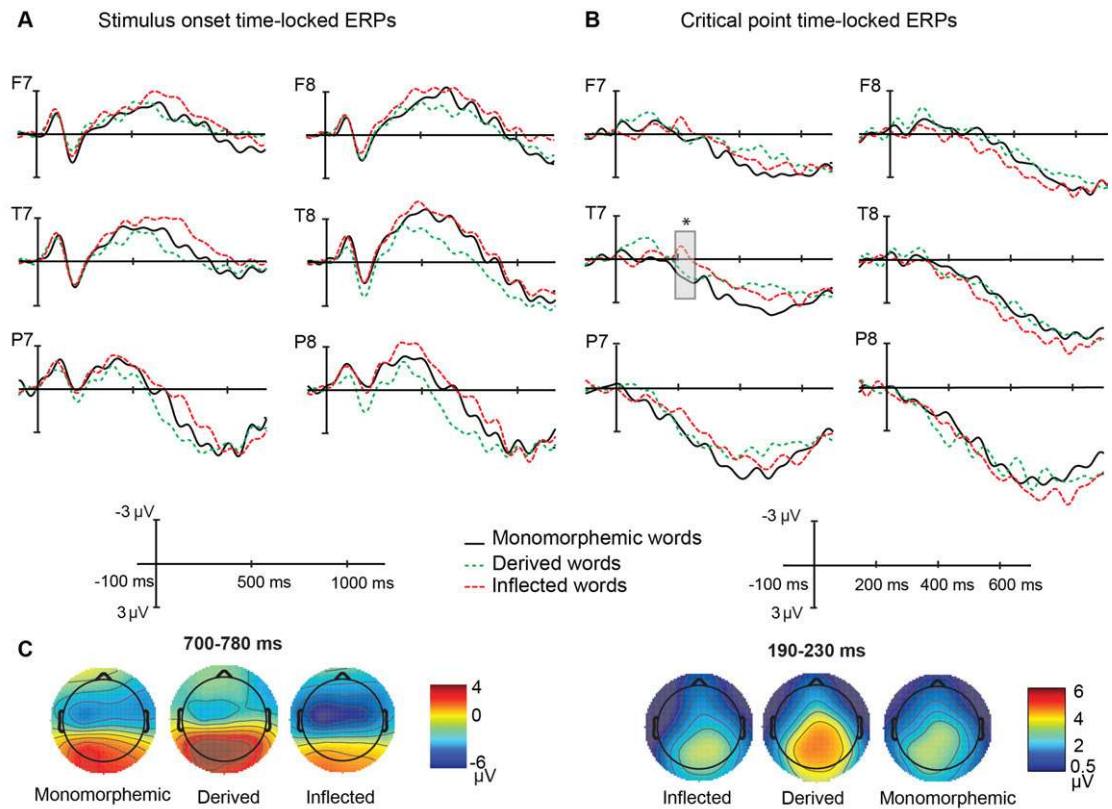 A Stimulus onset time-locked ERPs
B Critical point time-locked ERPs
F7 F8 F7 F8
T7 T8 T7 * T8
P7 P8 P7 P8
-3 µV
-100 ms 500 ms 1000 ms
3 µV
Monomorphemic words
Derived words
Inflected words
-3 µV
-100 ms 200 ms 400 ms 600 ms
3 µV
C 700-780 ms
4
0
-6
µV
Monomorphemic Derived Inflected
190-230 ms
6
4
2
0.5
µV
Inflected Derived Monomorphemic